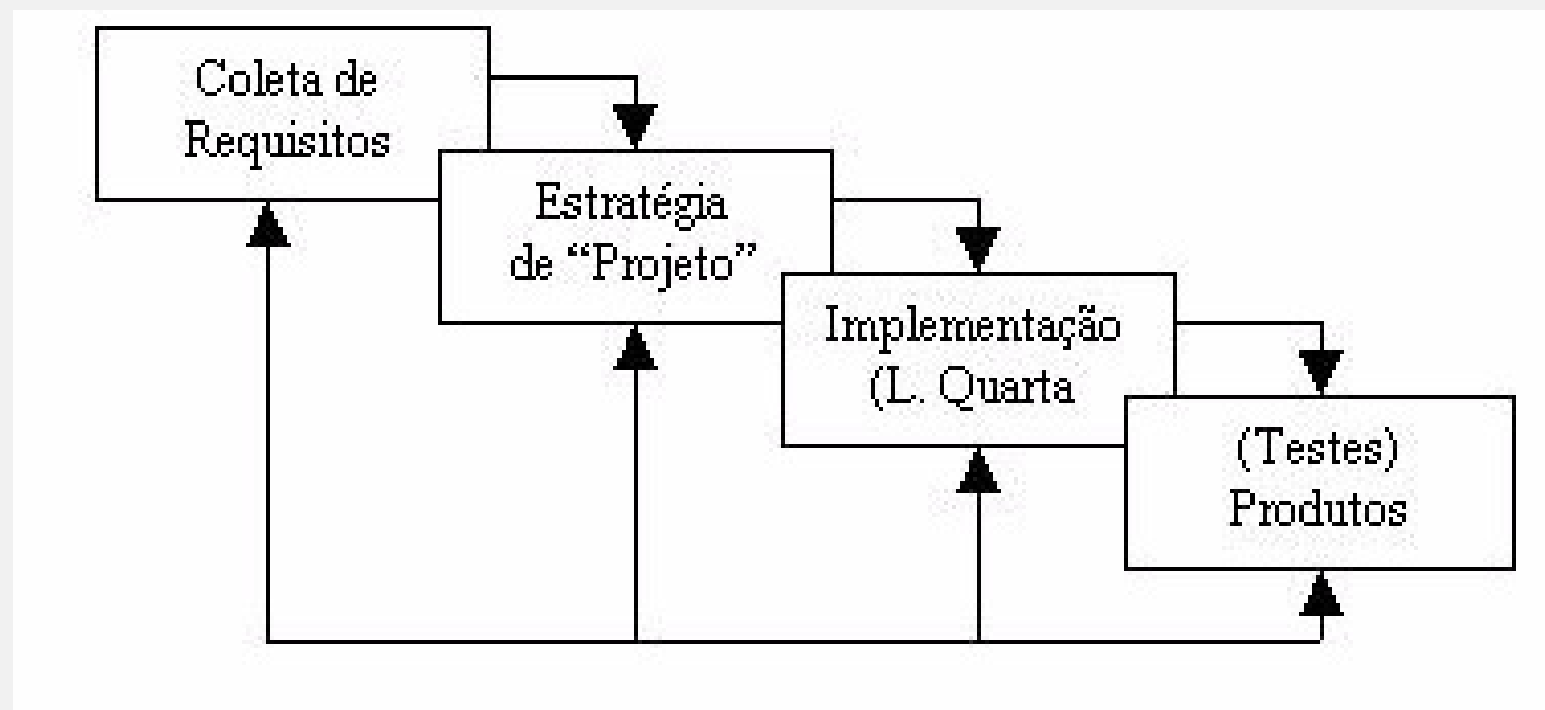 Coleta de
Requisitos
Estratégia
de “Projeto”
Implementação
(L. Quarta
(Testes)
Produtos